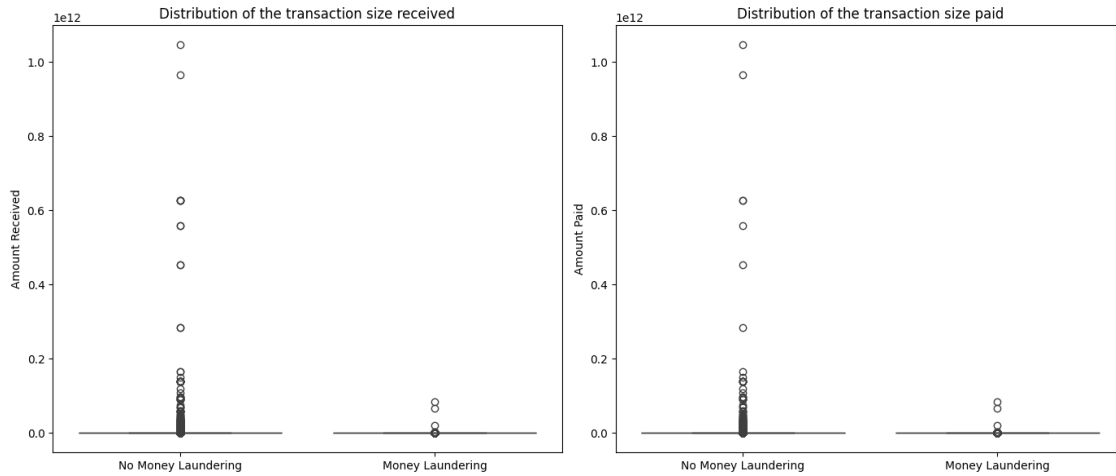 Distribution of the transaction size received
1e12
Amount Received
1.0
0.8
0.6
0.4
0.2
0.0
No Money Laundering
Money Laundering
Distribution of the transaction size paid
1e12
Amount Paid
1.0
0.8
0.6
0.4
0.2
0.0
No Money Laundering
Money Laundering